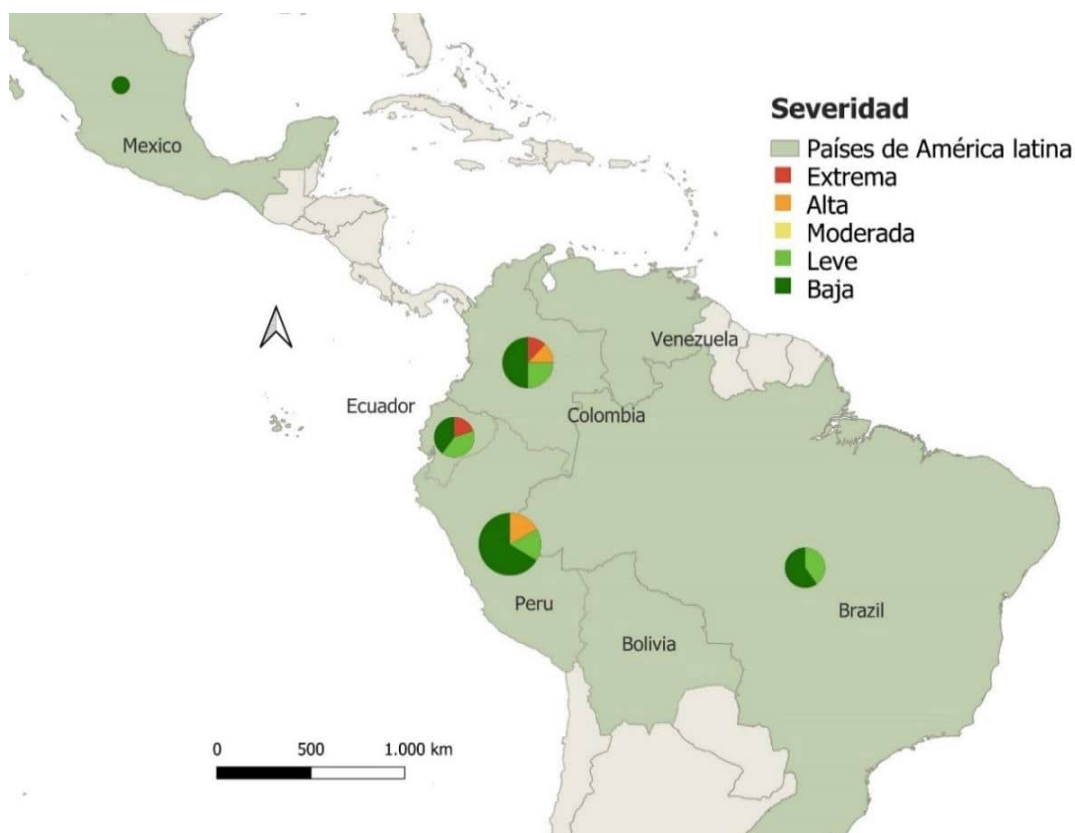 Severidad
Países de América latina
Extrema
Alta
Moderada
Leve
Baja
Mexico
Venezuela
Ecuador
Colombia
Peru
Brazil
Bolivia
0 500 1.000 km